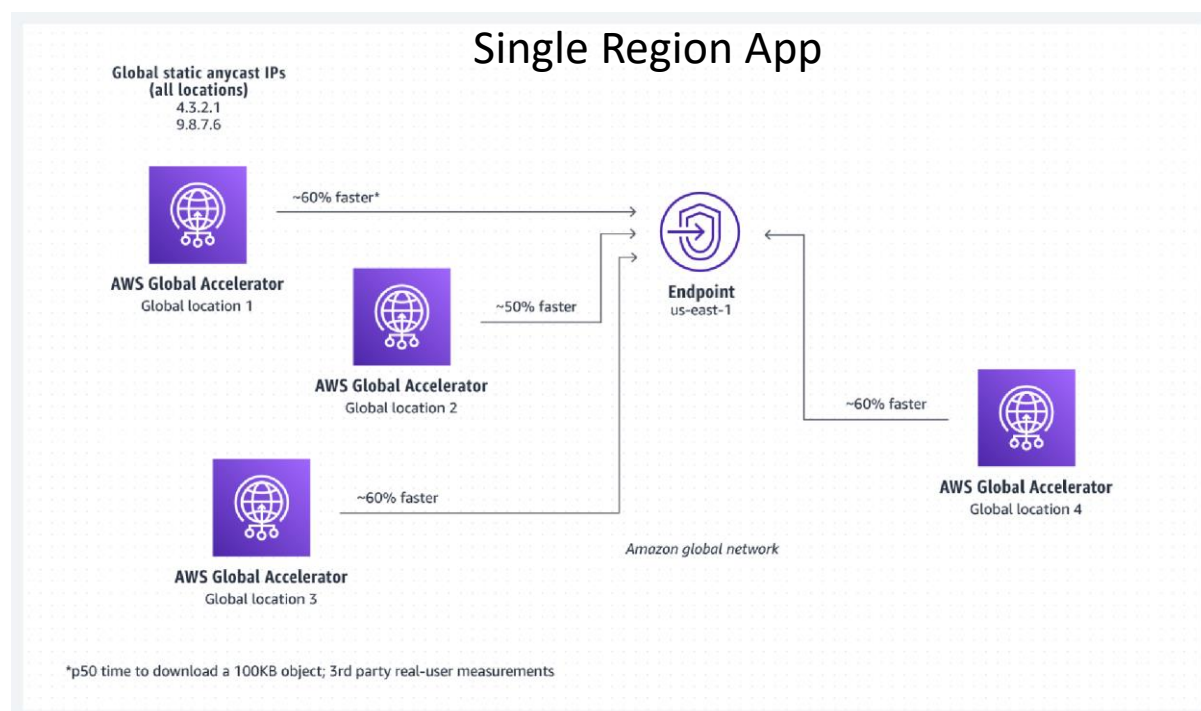 Single Region App
Global static anycast IPs
(all locations)
4.3.2.1
9.8.7.6
~60% faster*
AWS Global Accelerator
Global location 1
~50% faster
AWS Global Accelerator
Global location 2
Endpoint
us-east-1
~60% faster
AWS Global Accelerator
Global location 4
~60% faster
AWS Global Accelerator
Global location 3
Amazon global network
*p50 time to download a 100KB object; 3rd party real-user measurements